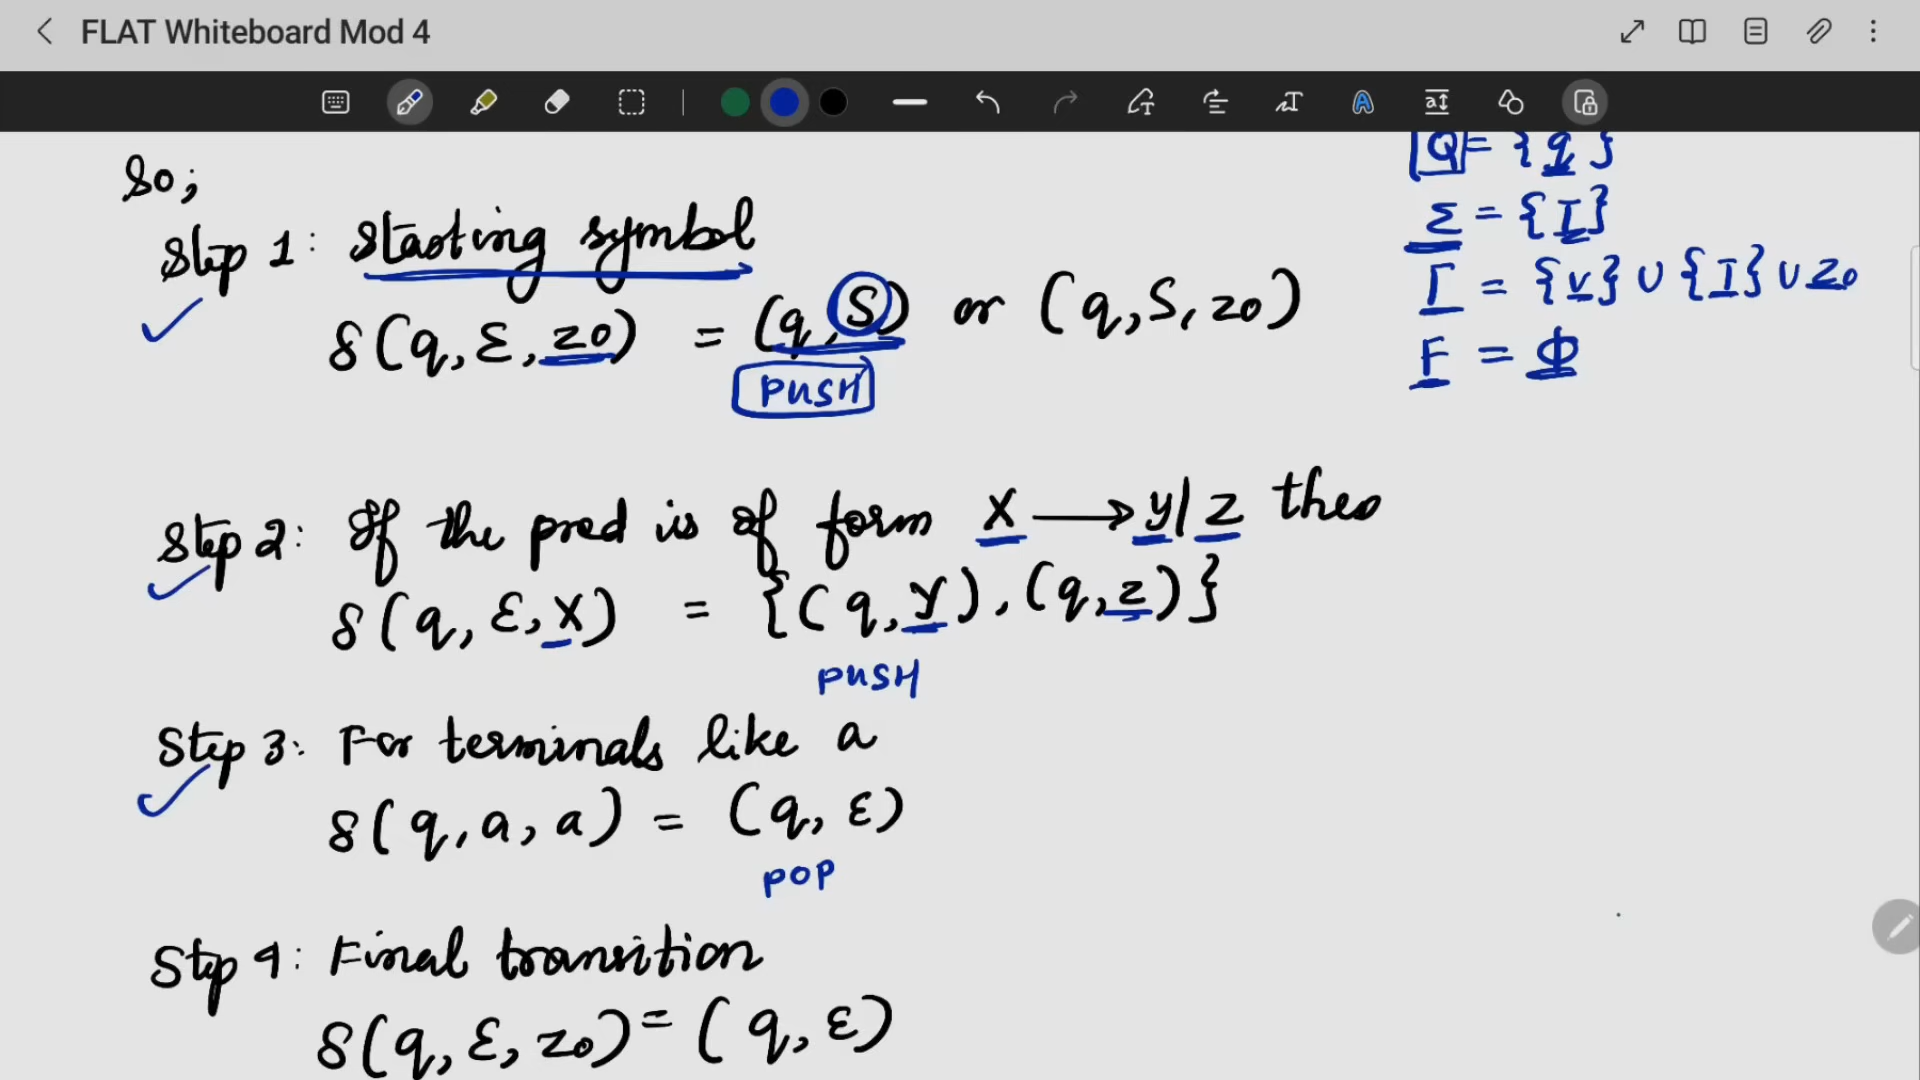 FLAT Whiteboard Mod 4
So;
Step 1: Starting symbol
δ(q, ε, z0) = (q, S) or (q, S, z0)
PUSH
Q = {q}
Σ = {I}
Γ = {V} ∪ {I} ∪ z0
F = Φ
Step 2: If the prod is of form X → y | z then
δ(q, ε, X) = {(q, y), (q, z)}
PUSH
Step 3: For terminals like a
δ(q, a, a) = (q, ε)
POP
Step 4: Final transition
δ(q, ε, z0) = (q, ε)